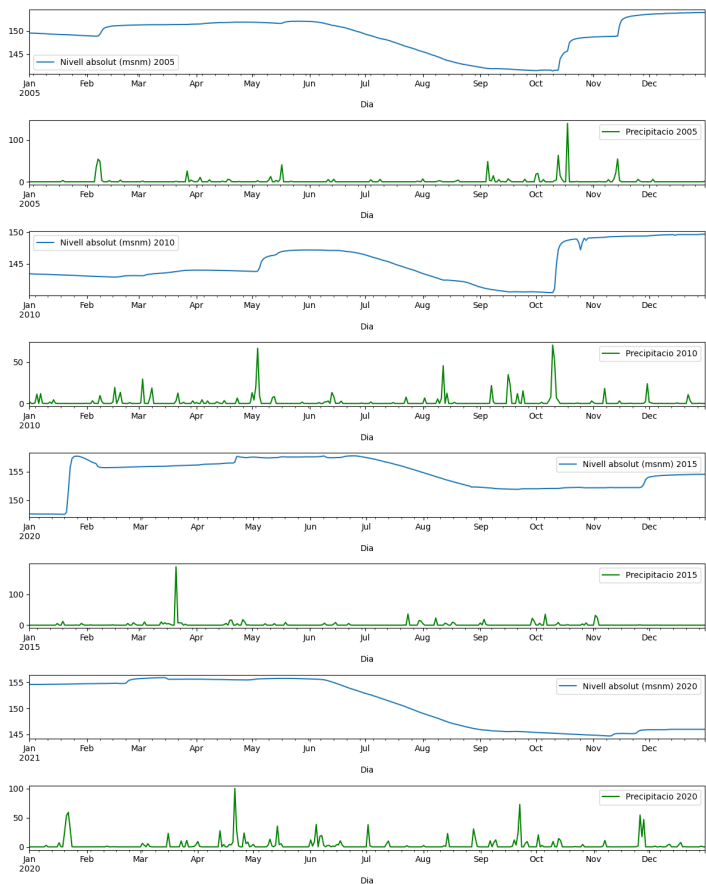 150
145
Nivell absolut (msnm) 2005
Jan Feb Mar Apr May Jun Jul Aug Sep Oct Nov Dec
2005
Dia
100
0
Precipitacio 2005
Jan Feb Mar Apr May Jun Jul Aug Sep Oct Nov Dec
2005
Dia
150
145
Nivell absolut (msnm) 2010
Jan Feb Mar Apr May Jun Jul Aug Sep Oct Nov Dec
2010
Dia
50
0
Precipitacio 2010
Jan Feb Mar Apr May Jun Jul Aug Sep Oct Nov Dec
2010
Dia
155
150
Nivell absolut (msnm) 2015
Jan Feb Mar Apr May Jun Jul Aug Sep Oct Nov Dec
2020
Dia
100
0
Precipitacio 2015
Jan Feb Mar Apr May Jun Jul Aug Sep Oct Nov Dec
2015
Dia
155
150
145
Nivell absolut (msnm) 2020
Jan Feb Mar Apr May Jun Jul Aug Sep Oct Nov Dec
2021
Dia
100
50
0
Precipitacio 2020
Jan Feb Mar Apr May Jun Jul Aug Sep Oct Nov Dec
2020
Dia